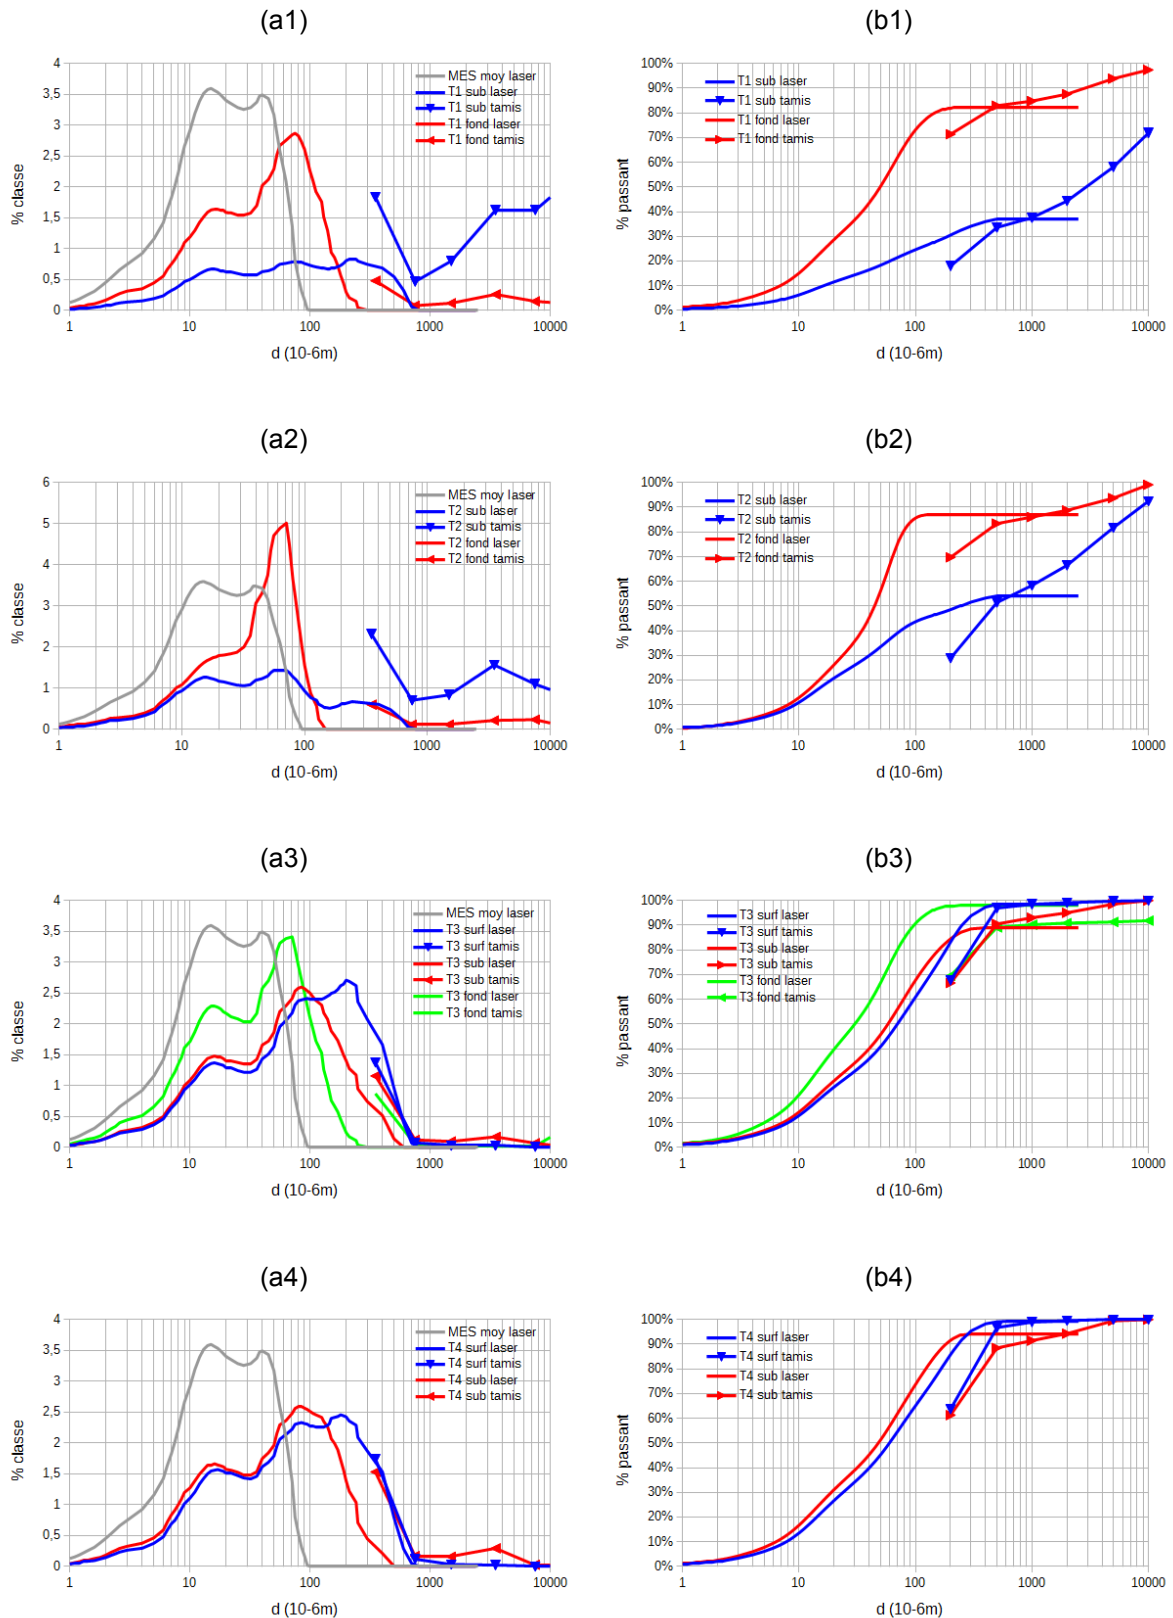 (a1)
(b1)
4
3,5
3
2,5
2
1,5
1
0,5
0
% classe
MES moy laser
T1 sub laser
T1 sub tamis
T1 fond laser
T1 fond tamis
1 10 100 1000 10000
d (10-6m)
100%
90%
80%
70%
60%
50%
40%
30%
20%
10%
0%
% passant
T1 sub laser
T1 sub tamis
T1 fond laser
T1 fond tamis
1 10 100 1000 10000
d (10-6m)
(a2)
(b2)
6
5
4
3
2
1
0
% classe
MES moy laser
T2 sub laser
T2 sub tamis
T2 fond laser
T2 fond tamis
1 10 100 1000 10000
d (10-6m)
100%
90%
80%
70%
60%
50%
40%
30%
20%
10%
0%
% passant
T2 sub laser
T2 sub tamis
T2 fond laser
T2 fond tamis
1 10 100 1000 10000
d (10-6m)
(a3)
(b3)
4
3,5
3
2,5
2
1,5
1
0,5
0
% classe
MES moy laser
T3 surf laser
T3 surf tamis
T3 sub laser
T3 sub tamis
T3 fond laser
T3 fond tamis
1 10 100 1000 10000
d (10-6m)
100%
90%
80%
70%
60%
50%
40%
30%
20%
10%
0%
% passant
T3 surf laser
T3 surf tamis
T3 sub laser
T3 sub tamis
T3 fond laser
T3 fond tamis
1 10 100 1000 10000
d (10-6m)
(a4)
(b4)
4
3,5
3
2,5
2
1,5
1
0,5
0
% classe
MES moy laser
T4 surf laser
T4 surf tamis
T4 sub laser
T4 sub tamis
1 10 100 1000 10000
d (10-6m)
100%
90%
80%
70%
60%
50%
40%
30%
20%
10%
0%
% passant
T4 surf laser
T4 surf tamis
T4 sub laser
T4 sub tamis
1 10 100 1000 10000
d (10-6m)